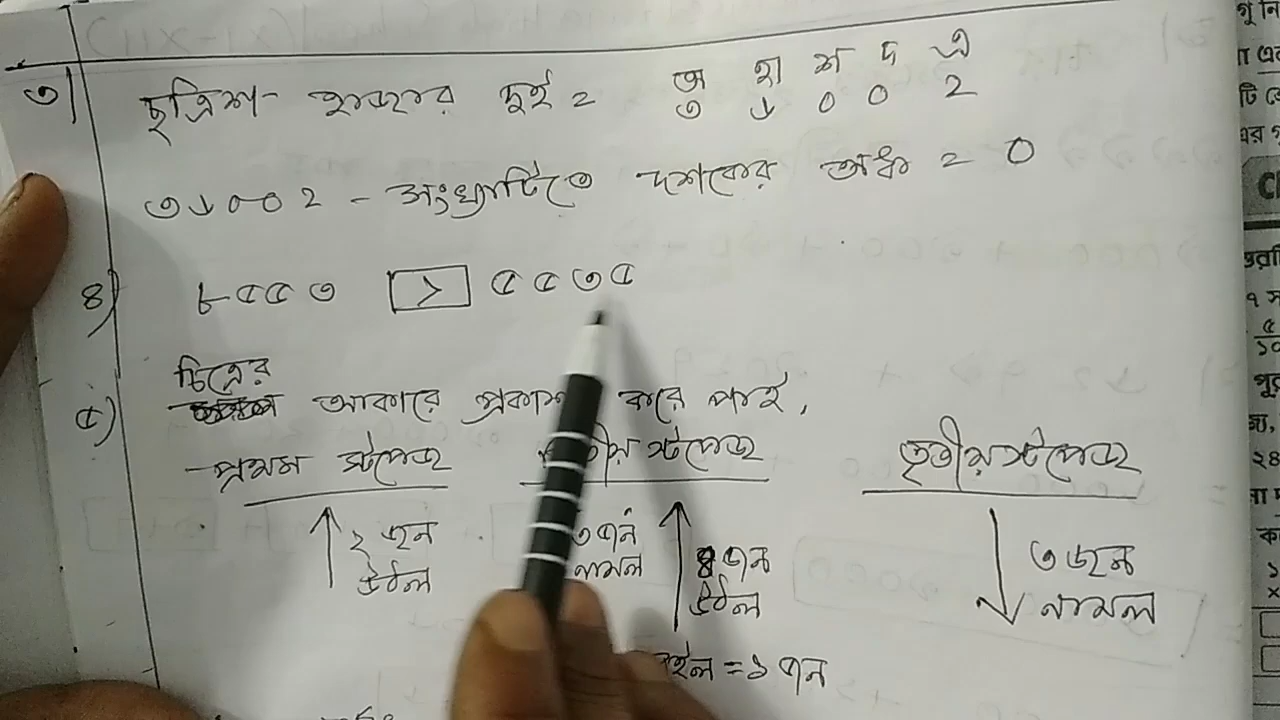 অ হা শ দ এ
৩) ছত্রিশ হাজার দুই = ৩ ৬ ০ ০ ২
৩৬০০২ - সংখ্যাটিতে দশকের অঙ্ক = ০
৪) ৮৫৫৩ > ৫৫৩৫
চিত্রের
৫) আকারে প্রকাশ করে পাই,
প্রথম স্টপেজ তীয় স্টপেজ তৃতীয় স্টপেজ
২ জন ৩ জন ৪ জন ৩ জন
উঠল নামল উঠল নামল
= ১ জন